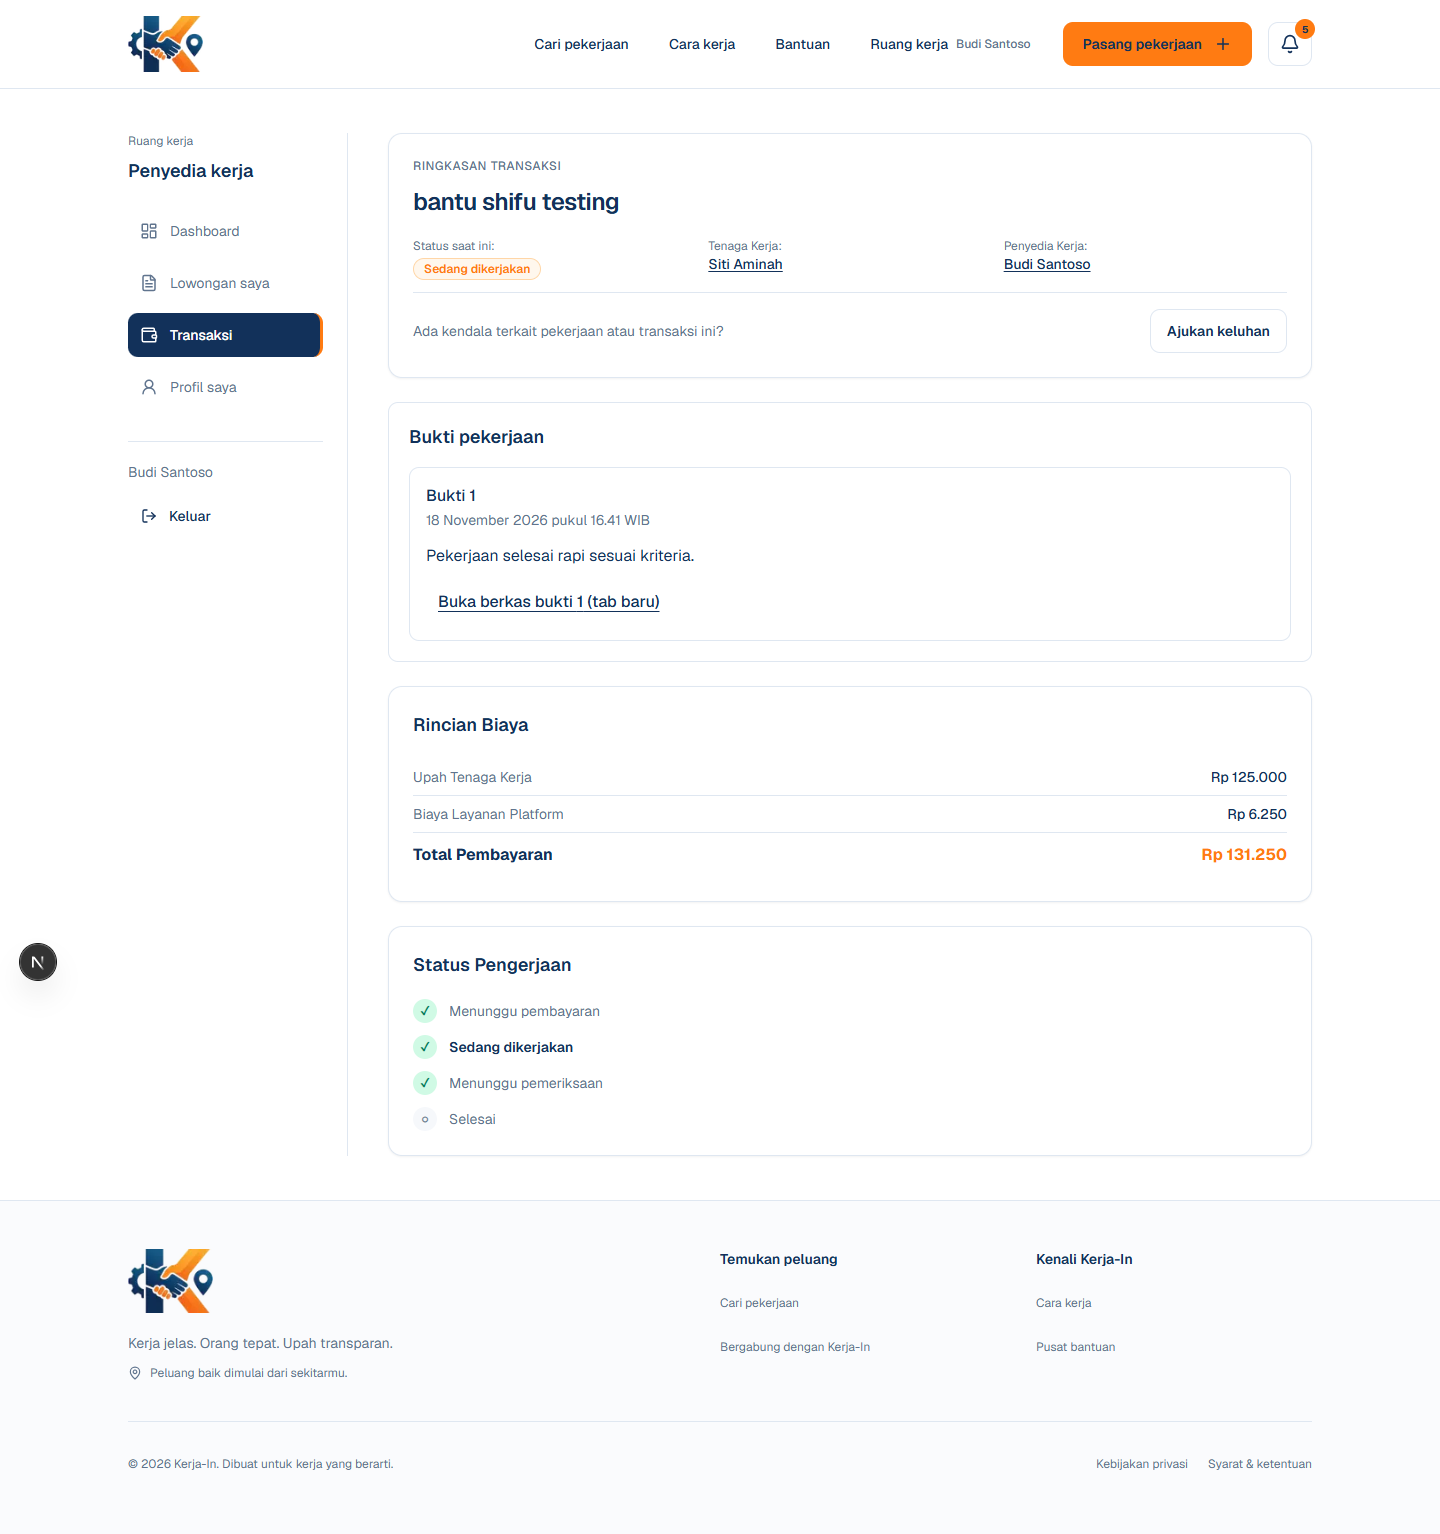 Cari pekerjaan
Cara kerja
Bantuan
Ruang kerja Budi Santoso
Pasang pekerjaan
5
Ruang kerja
Penyedia kerja
Dashboard
Lowongan saya
Transaksi
Profil saya
Budi Santoso
Keluar
RINGKASAN TRANSAKSI
bantu shifu testing
Status saat ini:
Sedang dikerjakan
Tenaga Kerja:
Siti Aminah
Penyedia Kerja:
Budi Santoso
Ada kendala terkait pekerjaan atau transaksi ini?
Ajukan keluhan
Bukti pekerjaan
Bukti 1
18 November 2026 pukul 16.41 WIB
Pekerjaan selesai rapi sesuai kriteria.
Buka berkas bukti 1 (tab baru)
Rincian Biaya
Upah Tenaga Kerja Rp 125.000
Biaya Layanan Platform Rp 6.250
Total Pembayaran Rp 131.250
Status Pengerjaan
Menunggu pembayaran
Sedang dikerjakan
Menunggu pemeriksaan
Selesai
N
K
Kerja jelas. Orang tepat. Upah transparan.
Peluang baik dimulai dari sekitarmu.
Temukan peluang
Cari pekerjaan
Bergabung dengan Kerja-In
Kenali Kerja-In
Cara kerja
Pusat bantuan
© 2026 Kerja-In. Dibuat untuk kerja yang berarti.
Kebijakan privasi
Syarat & ketentuan